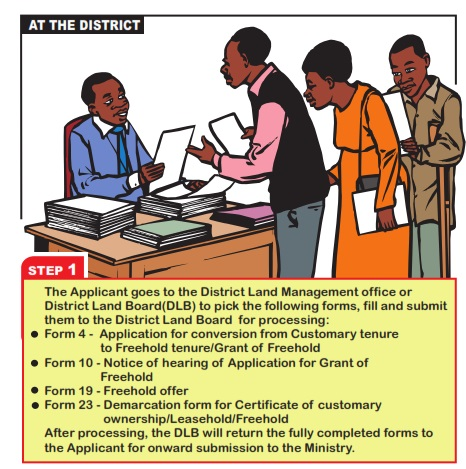 AT THE DISTRICT
STEP 1
The Applicant goes to the District Land Management office or
District Land Board(DLB) to pick the following forms, fill and submit
them to the District Land Board for processing:
● Form 4 - Application for conversion from Customary tenure
to Freehold tenure/Grant of Freehold
● Form 10 - Notice of hearing of Application for Grant of
Freehold
● Form 19 - Freehold offer
● Form 23 - Demarcation form for Certificate of customary
ownership/Leasehold/Freehold
After processing, the DLB will return the fully completed forms to
the Applicant for onward submission to the Ministry.